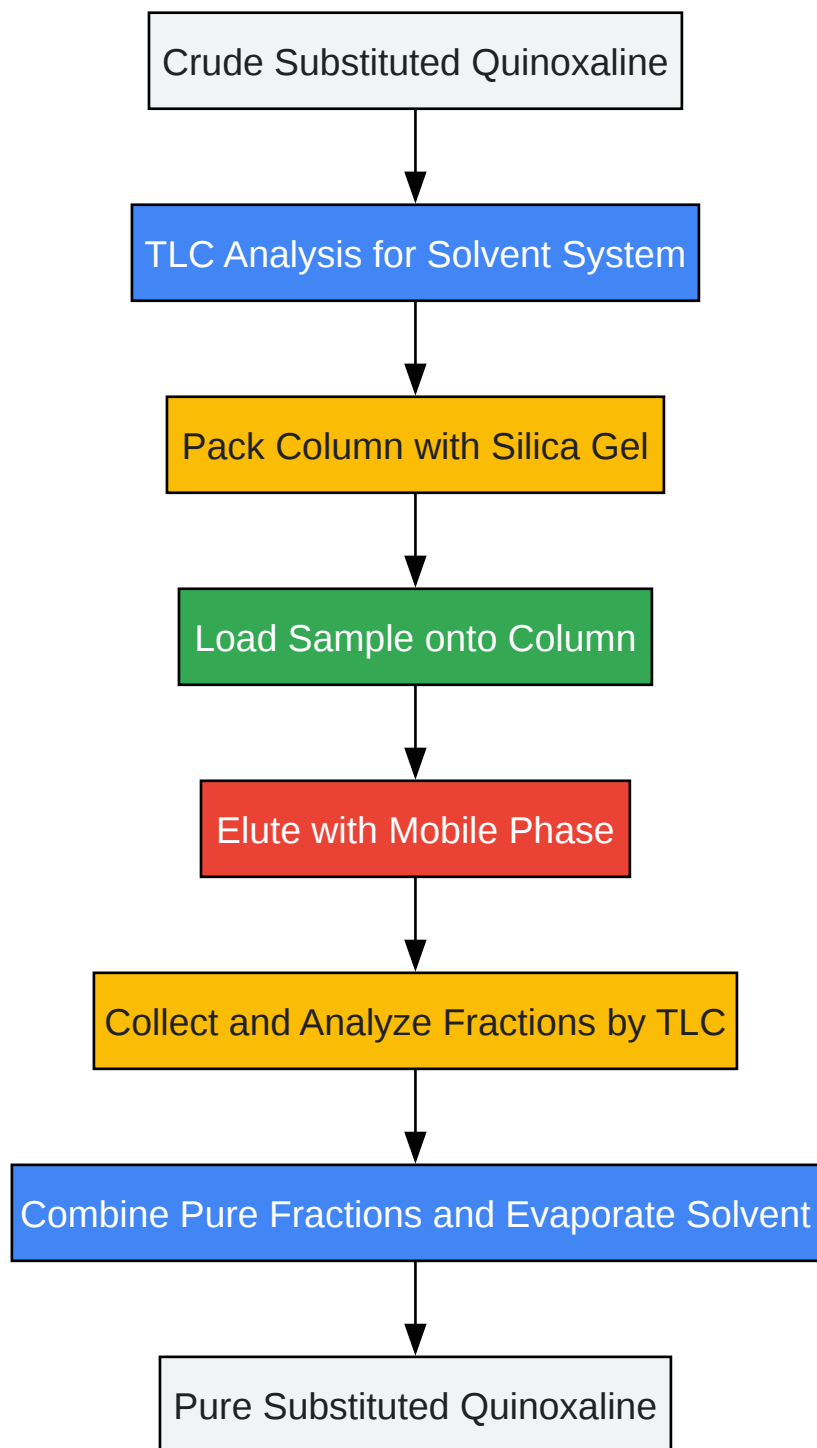 Crude Substituted Quinoxaline
TLC Analysis for Solvent System
Pack Column with Silica Gel
Load Sample onto Column
Elute with Mobile Phase
Collect and Analyze Fractions by TLC
Combine Pure Fractions and Evaporate Solvent
Pure Substituted Quinoxaline